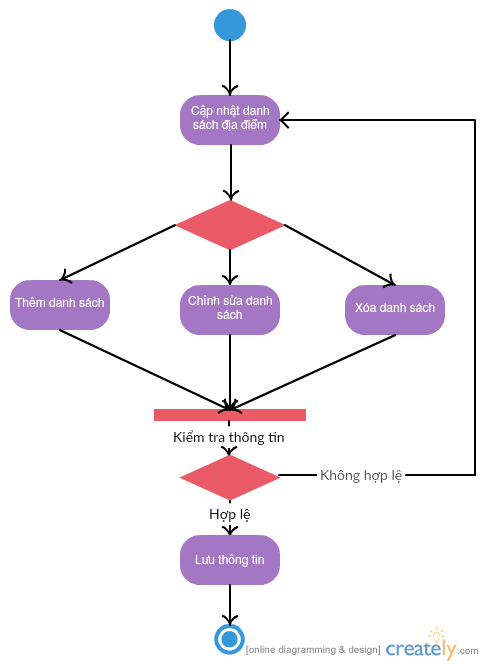 Cập nhật danh
sách địa điểm
Thêm danh sách
Chỉnh sửa danh
sách
Xóa danh sách
Kiểm tra thông tin
Không hợp lệ
Hợp lệ
Lưu thông tin
[online diagramming & design] creately.com